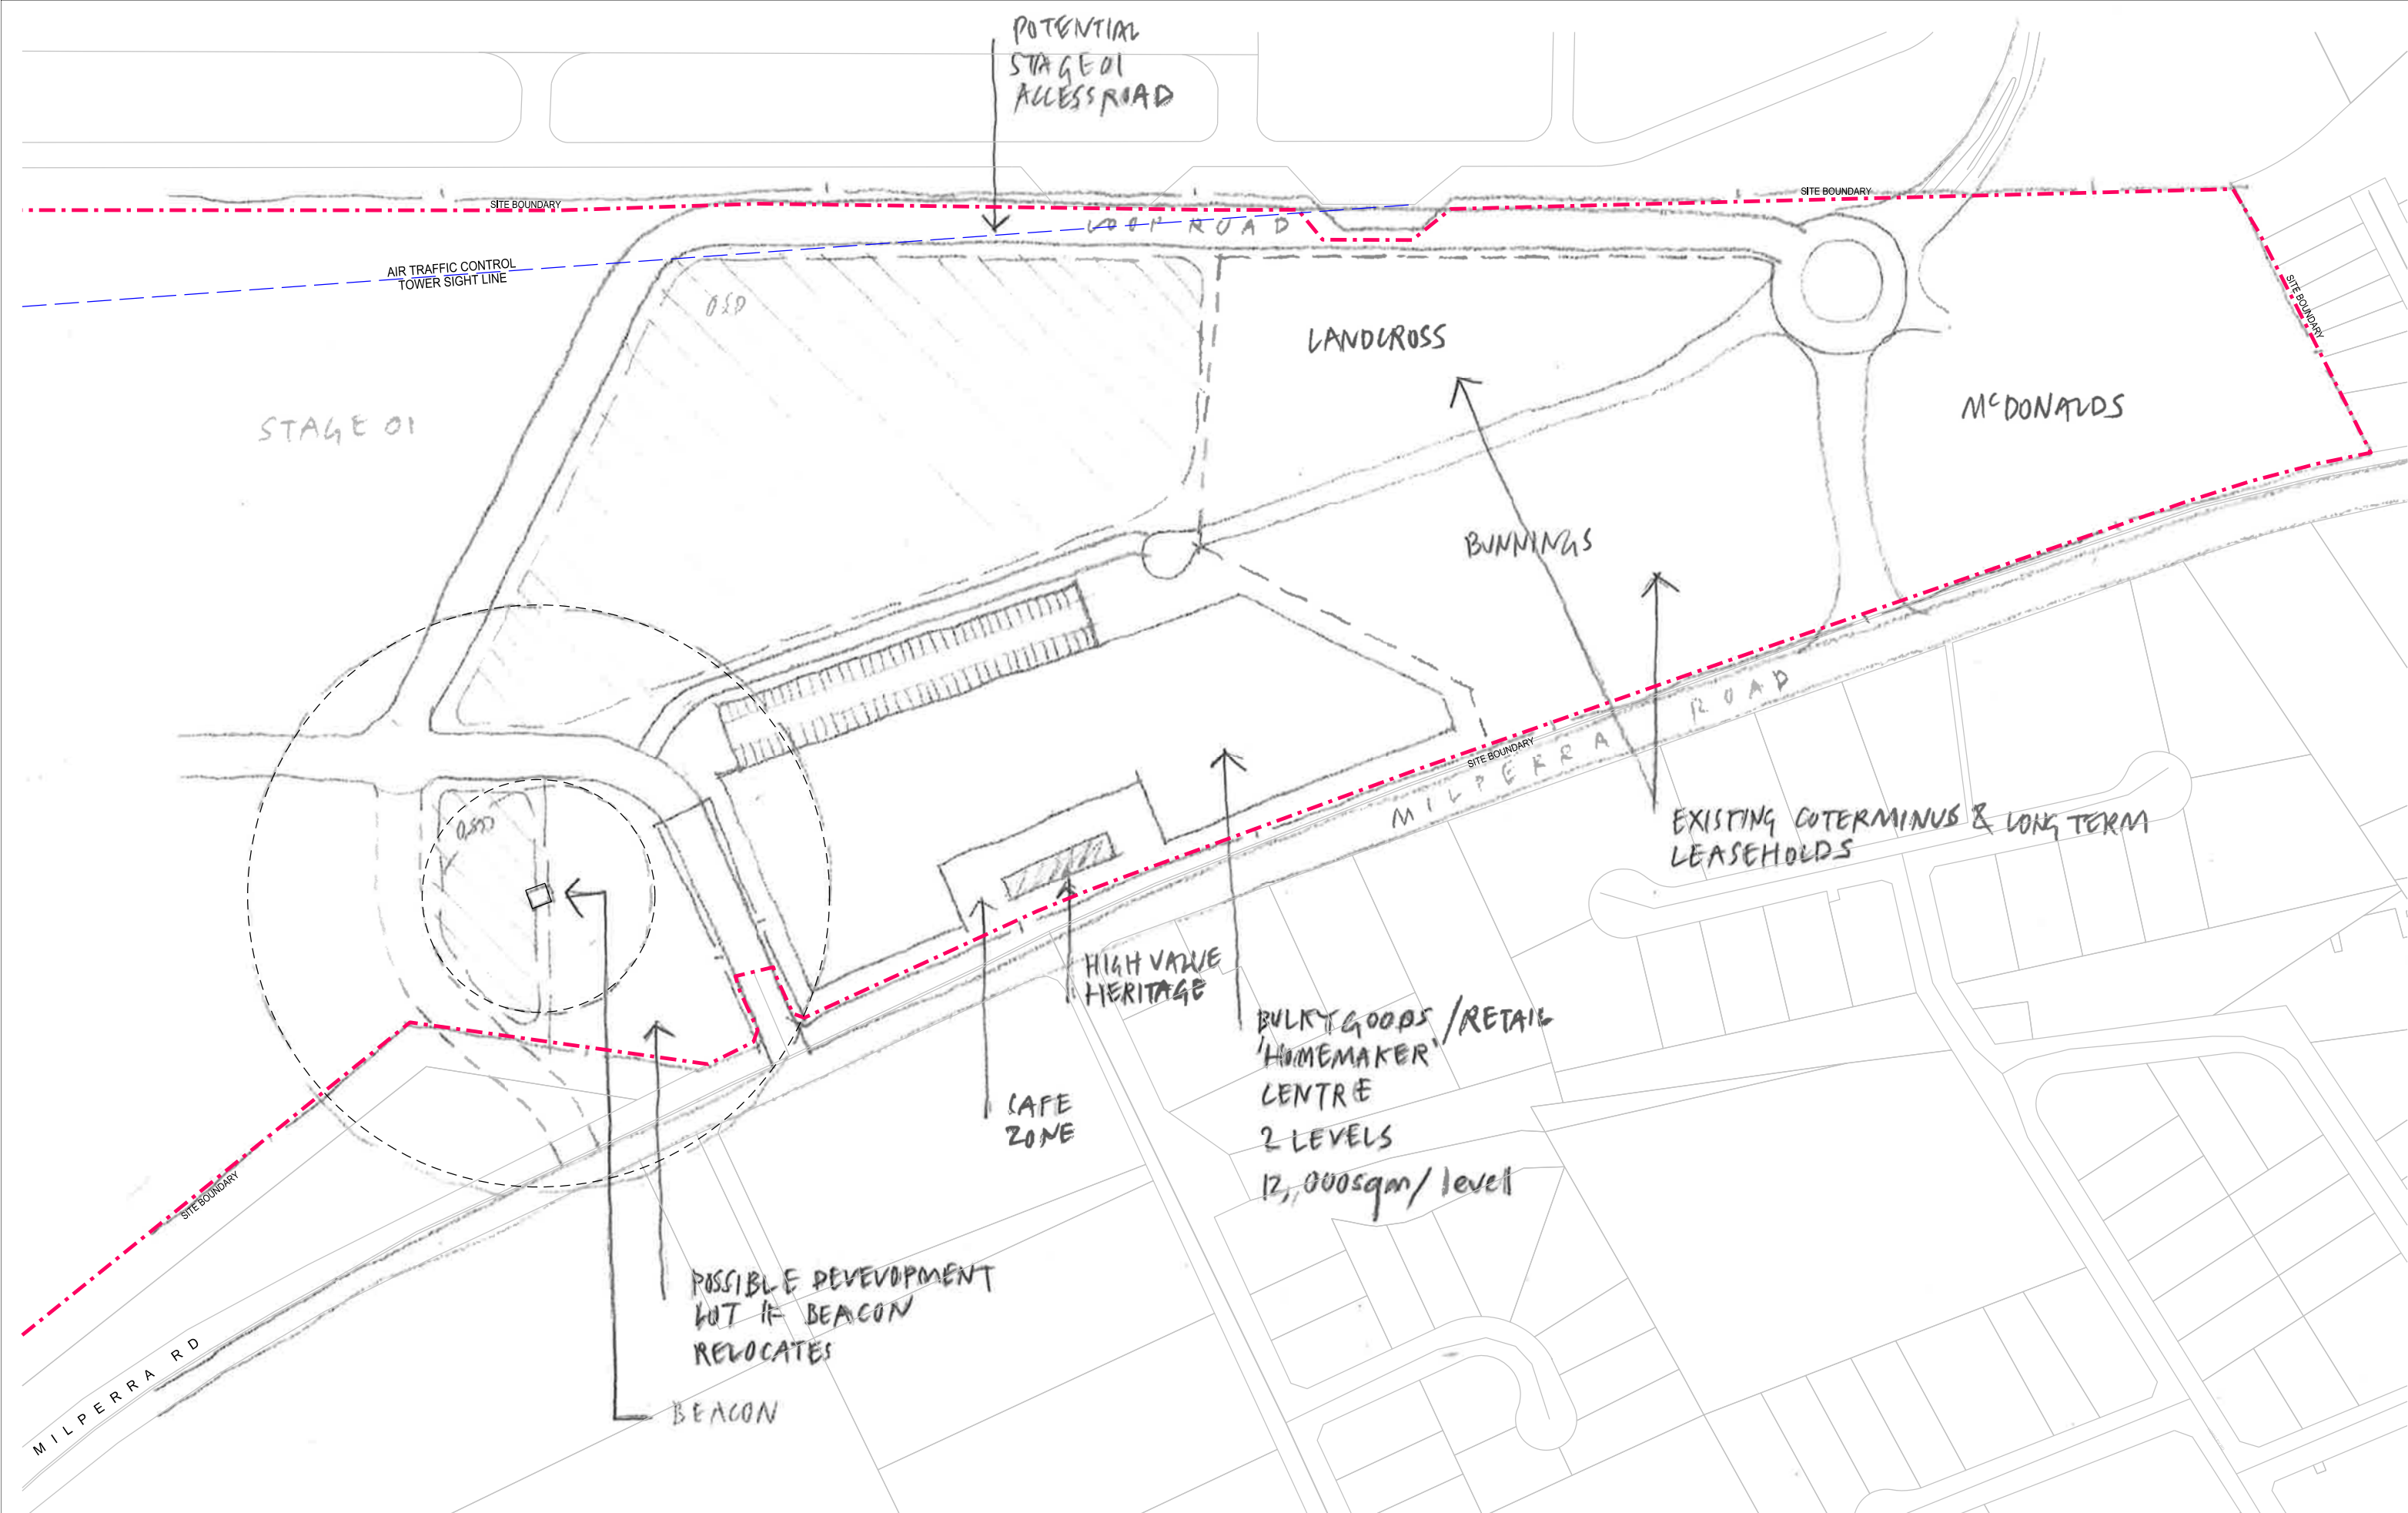 POTENTIAL
STAGE 01
ACCESS ROAD
SITE BOUNDARY
SITE BOUNDARY
LOOP ROAD
AIR TRAFFIC CONTROL
TOWER SIGHT LINE
SITE BOUNDARY
OSD
LANDCROSS
STAGE 01
MCDONALDS
BUNNINGS
MILPERRA ROAD
SITE BOUNDARY
OSD
EXISTING COTERMINUS & LONG TERM
LEASEHOLDS
HIGH VALUE
HERITAGE
BULKY GOODS / RETAIL
'HOMEMAKER'
CENTRE
2 LEVELS
12,000sqm/ level
CAFE
ZONE
SITE BOUNDARY
POSSIBLE DEVEVOPMENT
LOT IF BEACON
RELOCATES
MILPERRA RD
BEACON